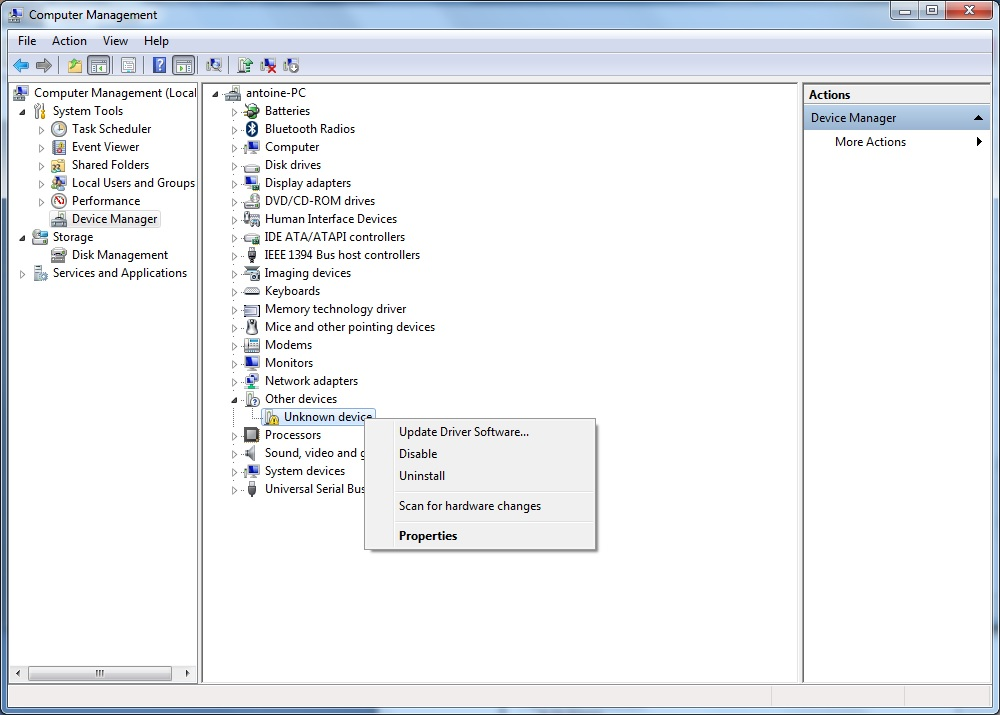 Computer Management
File Action View Help
Computer Management (Local
System Tools
Task Scheduler
Event Viewer
Shared Folders
Local Users and Groups
Performance
Device Manager
Storage
Disk Management
Services and Applications
antoine-PC
Batteries
Bluetooth Radios
Computer
Disk drives
Display adapters
DVD/CD-ROM drives
Human Interface Devices
IDE ATA/ATAPI controllers
IEEE 1394 Bus host controllers
Imaging devices
Keyboards
Memory technology driver
Mice and other pointing devices
Modems
Monitors
Network adapters
Other devices
Unknown device
Processors
Sound, video and g
System devices
Universal Serial Bus
Update Driver Software...
Disable
Uninstall
Scan for hardware changes
Properties
Actions
Device Manager
More Actions